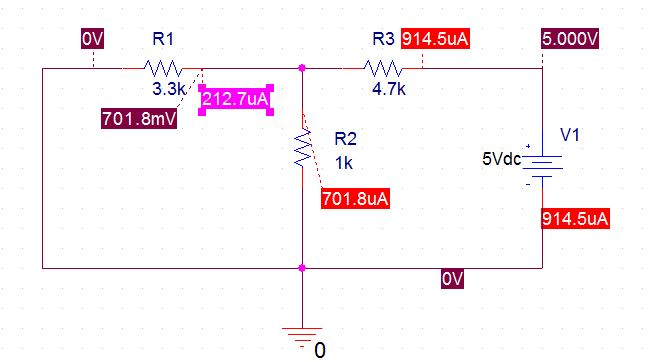 0V
R1
R3
914.5uA
5.000V
3.3k
4.7k
212.7uA
701.8mV
R2
1k
V1
5Vdc
701.8uA
914.5uA
0V
0